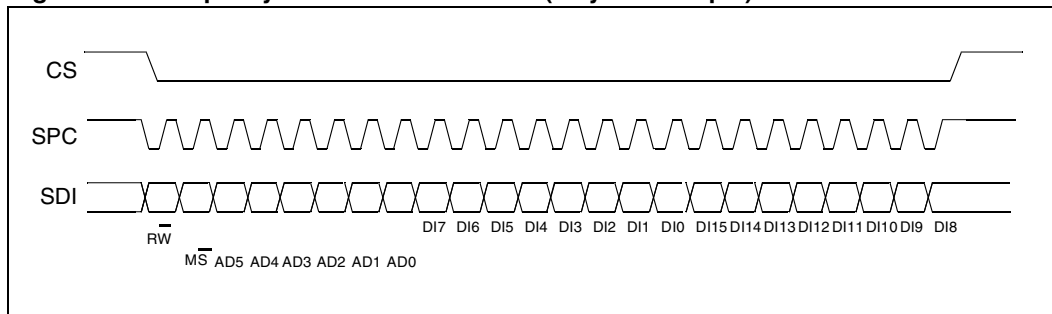 CS
SPC
SDI
DI7 DI6 DI5 DI4 DI3 DI2 DI1 DI0 DI15 DI14 DI13 DI12 DI11 DI10 DI9 DI8
RW
MS AD5 AD4 AD3 AD2 AD1 AD0